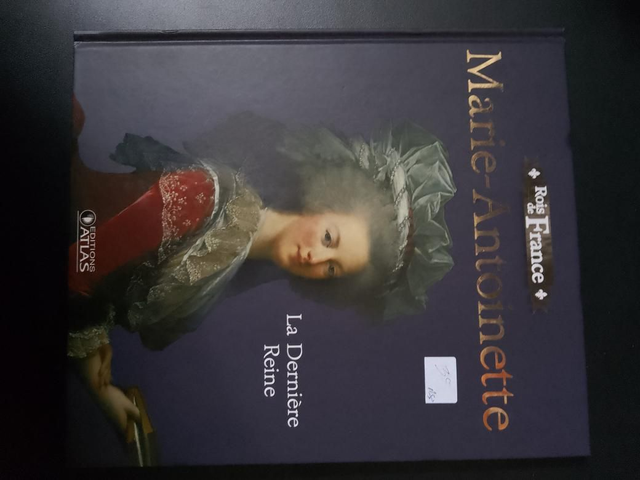 Rois
de
France
Marie-Antoinette
La Dernière
Reine
EDITIONS
ATLAS